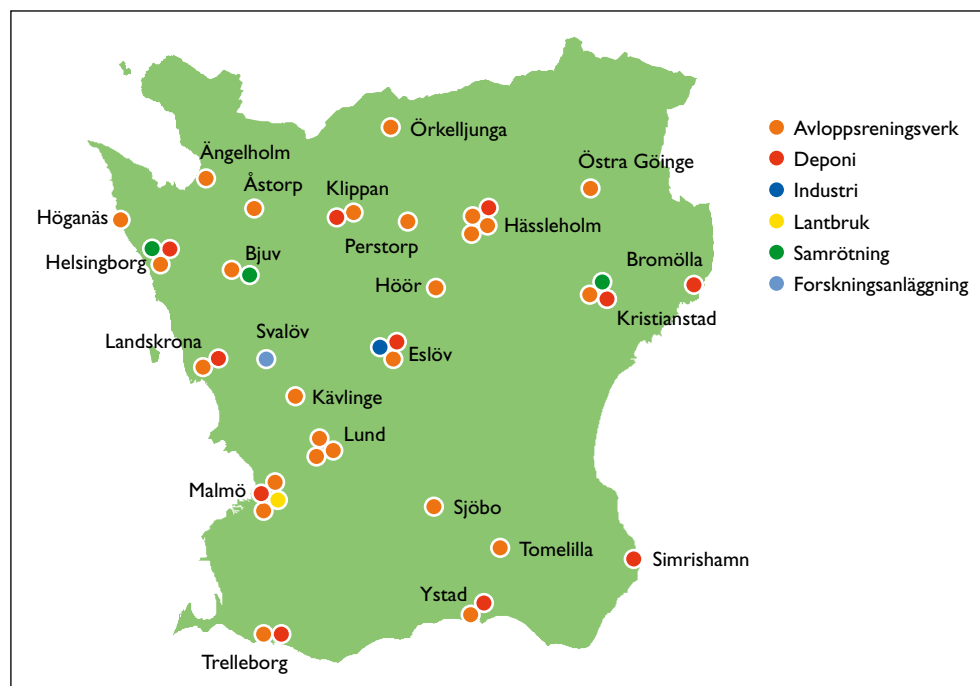 Örkelljunga
Ängelholm
Östra Göinge
Åstorp
Klippan
Höganäs
Perstorp
Hässleholm
Helsingborg
Bjuv
Höör
Bromölla
Kristianstad
Landskrona
Svalöv
Eslöv
Kävlinge
Lund
Malmö
Sjöbo
Tomelilla
Simrishamn
Ystad
Trelleborg
Avloppsreningsverk
Deponi
Industri
Lantbruk
Samrötning
Forskningsanläggning